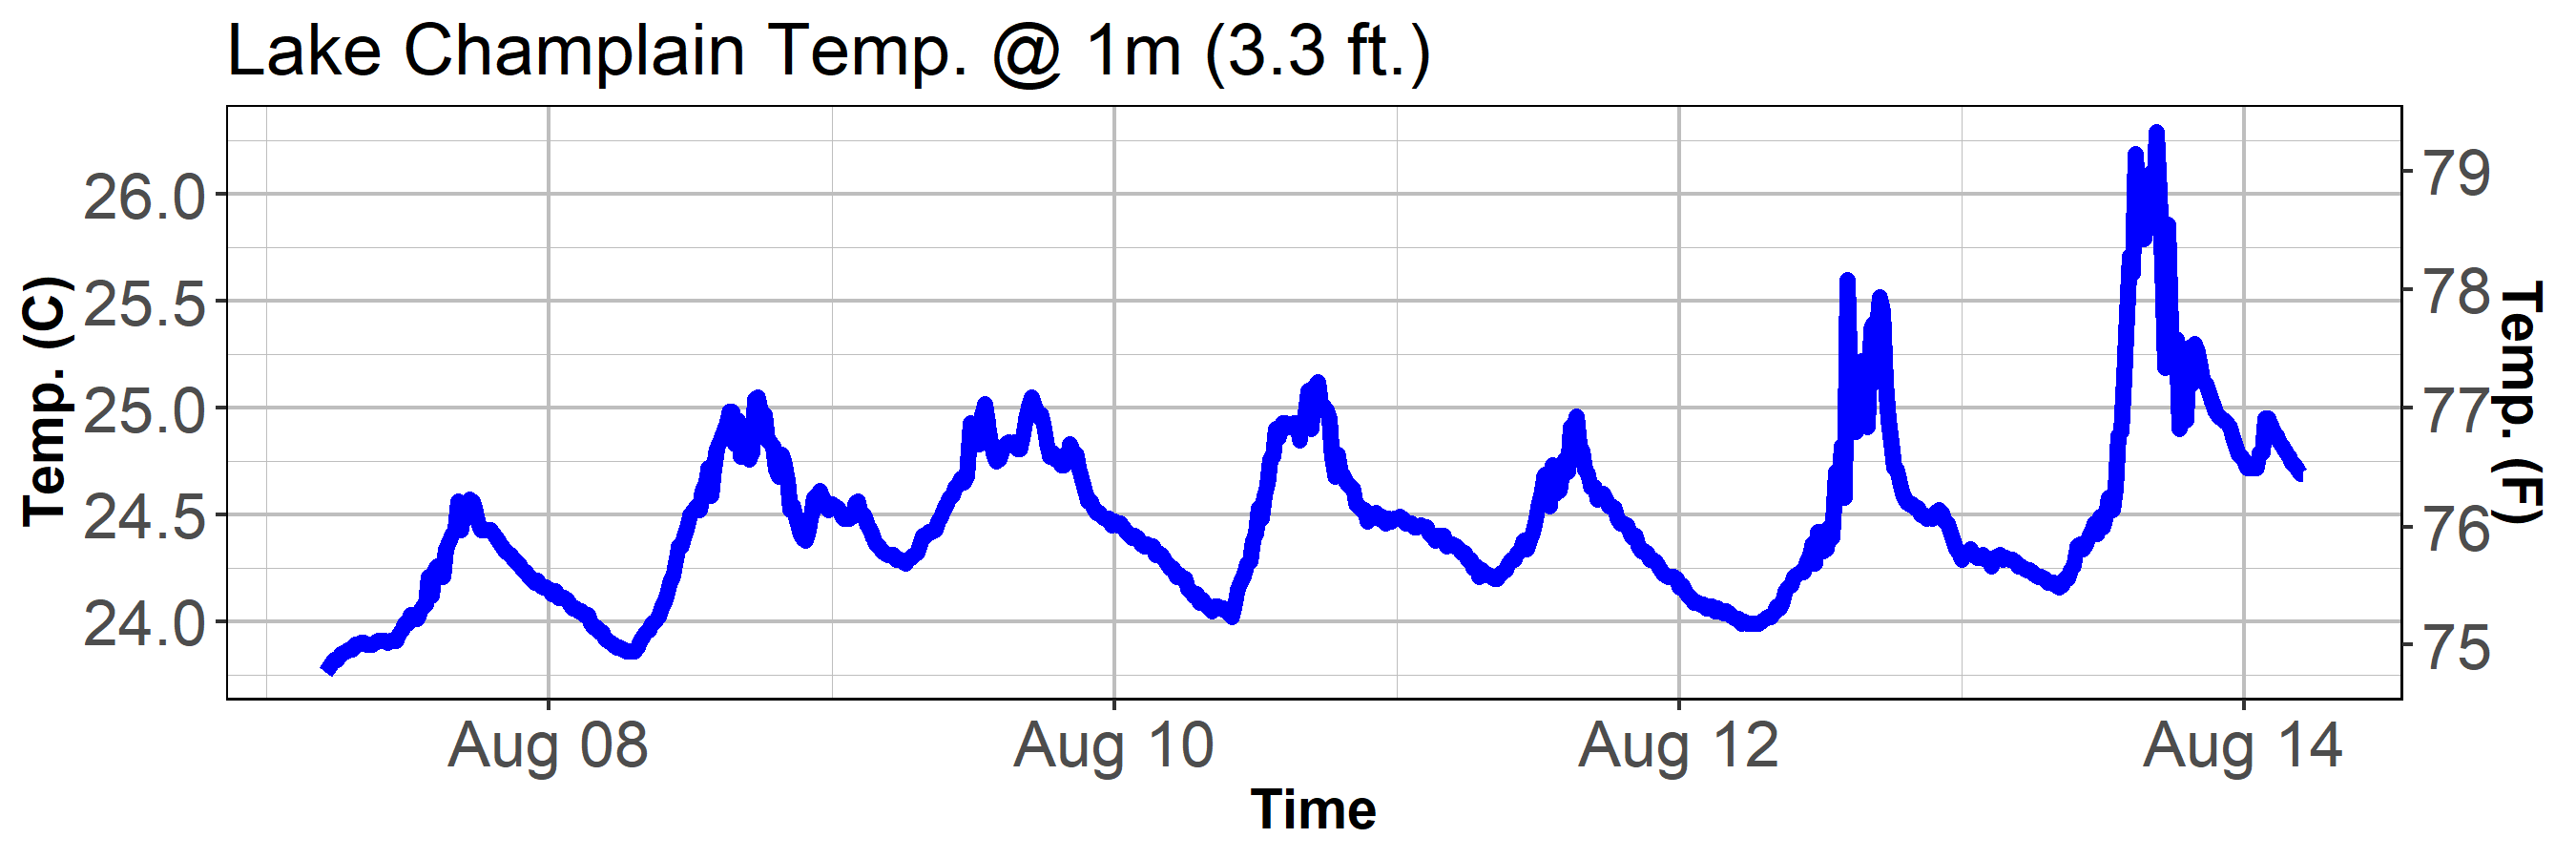 Lake Champlain Temp. @ 1m (3.3 ft.)
Temp. (C)
26.0
25.5
25.0
24.5
24.0
79
78
77
76
75
Temp. (F)
Aug 08
Aug 10
Aug 12
Aug 14
Time